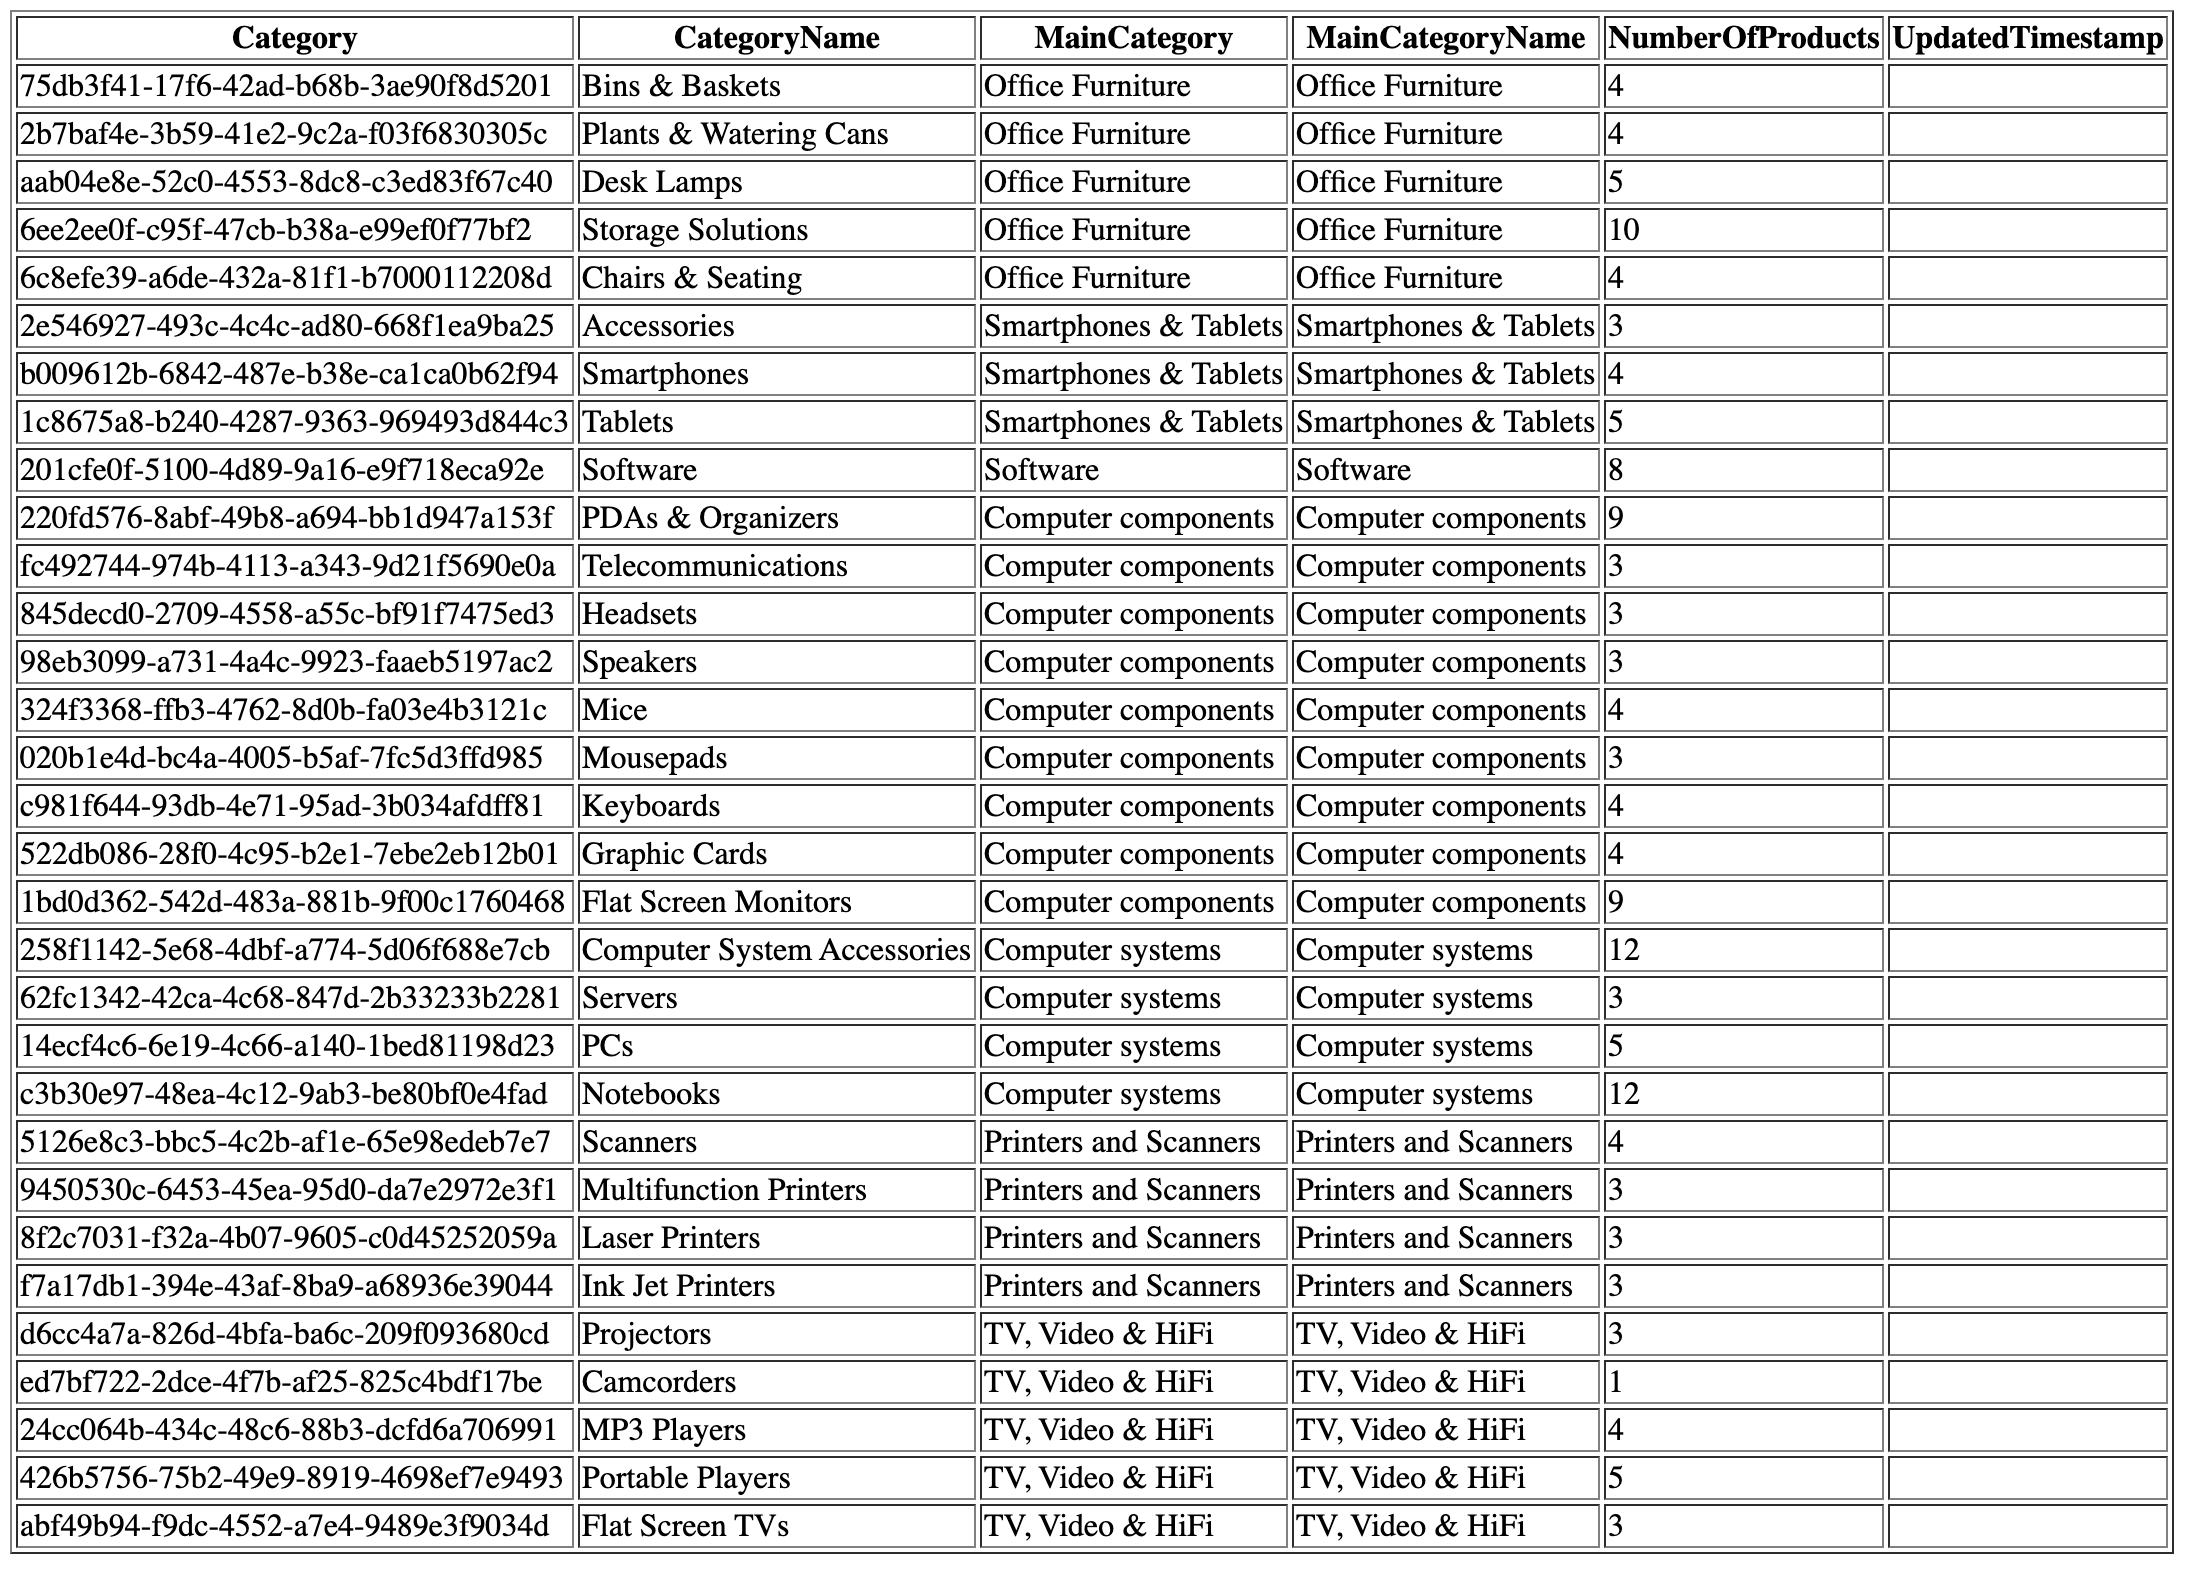 Category CategoryName MainCategory MainCategoryName NumberOfProducts UpdatedTimestamp
75db3f41-17f6-42ad-b68b-3ae90f8d5201 Bins & Baskets Office Furniture Office Furniture 4
2b7baf4e-3b59-41e2-9c2a-f03f6830305c Plants & Watering Cans Office Furniture Office Furniture 4
aab04e8e-52c0-4553-8dc8-c3ed83f67c40 Desk Lamps Office Furniture Office Furniture 5
6ee2ee0f-c95f-47cb-b38a-e99ef0f77bf2 Storage Solutions Office Furniture Office Furniture 10
6c8efe39-a6de-432a-81f1-b7000112208d Chairs & Seating Office Furniture Office Furniture 4
2e546927-493c-4c4c-ad80-668f1ea9ba25 Accessories Smartphones & Tablets Smartphones & Tablets 3
b009612b-6842-487e-b38e-ca1ca0b62f94 Smartphones Smartphones & Tablets Smartphones & Tablets 4
1c8675a8-b240-4287-9363-969493d844c3 Tablets Smartphones & Tablets Smartphones & Tablets 5
201cfe0f-5100-4d89-9a16-e9f718eca92e Software Software Software 8
220fd576-8abf-49b8-a694-bb1d947a153f PDAs & Organizers Computer components Computer components 9
fc492744-974b-4113-a343-9d21f5690e0a Telecommunications Computer components Computer components 3
845decd0-2709-4558-a55c-bf91f7475ed3 Headsets Computer components Computer components 3
98eb3099-a731-4a4c-9923-faaeb5197ac2 Speakers Computer components Computer components 3
324f3368-ffb3-4762-8d0b-fa03e4b3121c Mice Computer components Computer components 4
020b1e4d-bc4a-4005-b5af-7fc5d3ffd985 Mousepads Computer components Computer components 3
c981f644-93db-4e71-95ad-3b034afdff81 Keyboards Computer components Computer components 4
522db086-28f0-4c95-b2e1-7ebe2eb12b01 Graphic Cards Computer components Computer components 4
1bd0d362-542d-483a-881b-9f00c1760468 Flat Screen Monitors Computer components Computer components 9
258f1142-5e68-4dbf-a774-5d06f688e7cb Computer System Accessories Computer systems Computer systems 12
62fc1342-42ca-4c68-847d-2b33233b2281 Servers Computer systems Computer systems 3
14ecf4c6-6e19-4c66-a140-1bed81198d23 PCs Computer systems Computer systems 5
c3b30e97-48ea-4c12-9ab3-be80bf0e4fad Notebooks Computer systems Computer systems 12
5126e8c3-bbc5-4c2b-af1e-65e98edeb7e7 Scanners Printers and Scanners Printers and Scanners 4
9450530c-6453-45ea-95d0-da7e2972e3f1 Multifunction Printers Printers and Scanners Printers and Scanners 3
8f2c7031-f32a-4b07-9605-c0d45252059a Laser Printers Printers and Scanners Printers and Scanners 3
f7a17db1-394e-43af-8ba9-a68936e39044 Ink Jet Printers Printers and Scanners Printers and Scanners 3
d6cc4a7a-826d-4bfa-ba6c-209f093680cd Projectors TV, Video & HiFi TV, Video & HiFi 3
ed7bf722-2dce-4f7b-af25-825c4bdf17be Camcorders TV, Video & HiFi TV, Video & HiFi 1
24cc064b-434c-48c6-88b3-dcfd6a706991 MP3 Players TV, Video & HiFi TV, Video & HiFi 4
426b5756-75b2-49e9-8919-4698ef7e9493 Portable Players TV, Video & HiFi TV, Video & HiFi 5
abf49b94-f9dc-4552-a7e4-9489e3f9034d Flat Screen TVs TV, Video & HiFi TV, Video & HiFi 3